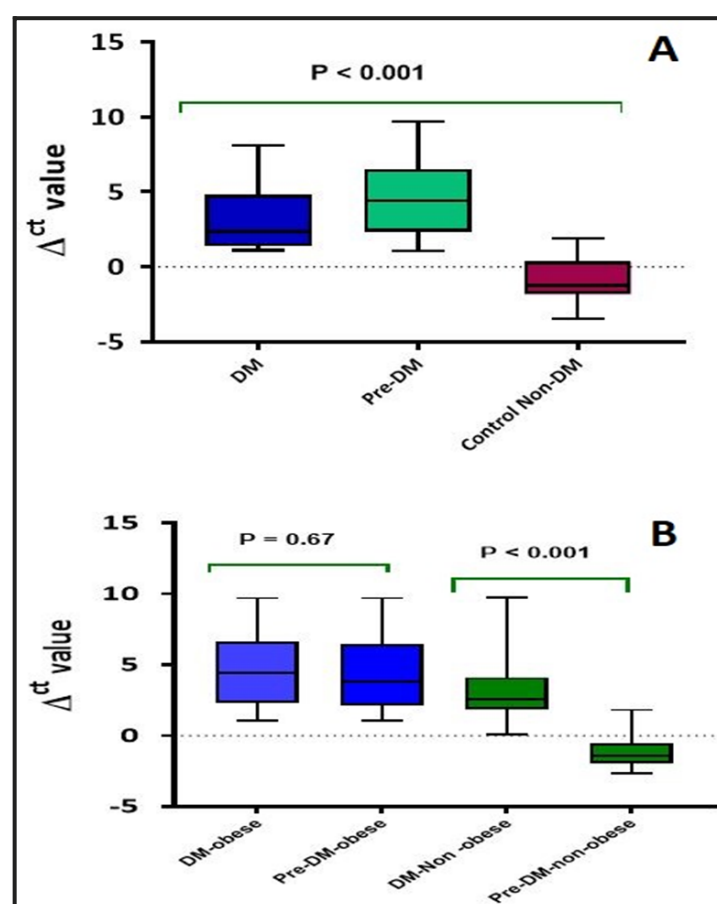 A
P < 0.001
15
10
5
0
-5
Δct value
DM
Pre-DM
Control Non-DM
B
P = 0.67
P < 0.001
15
10
5
0
-5
Δct value
DM-obese
Pre-DM-obese
DM-Non -obese
Pre-DM-non-obese